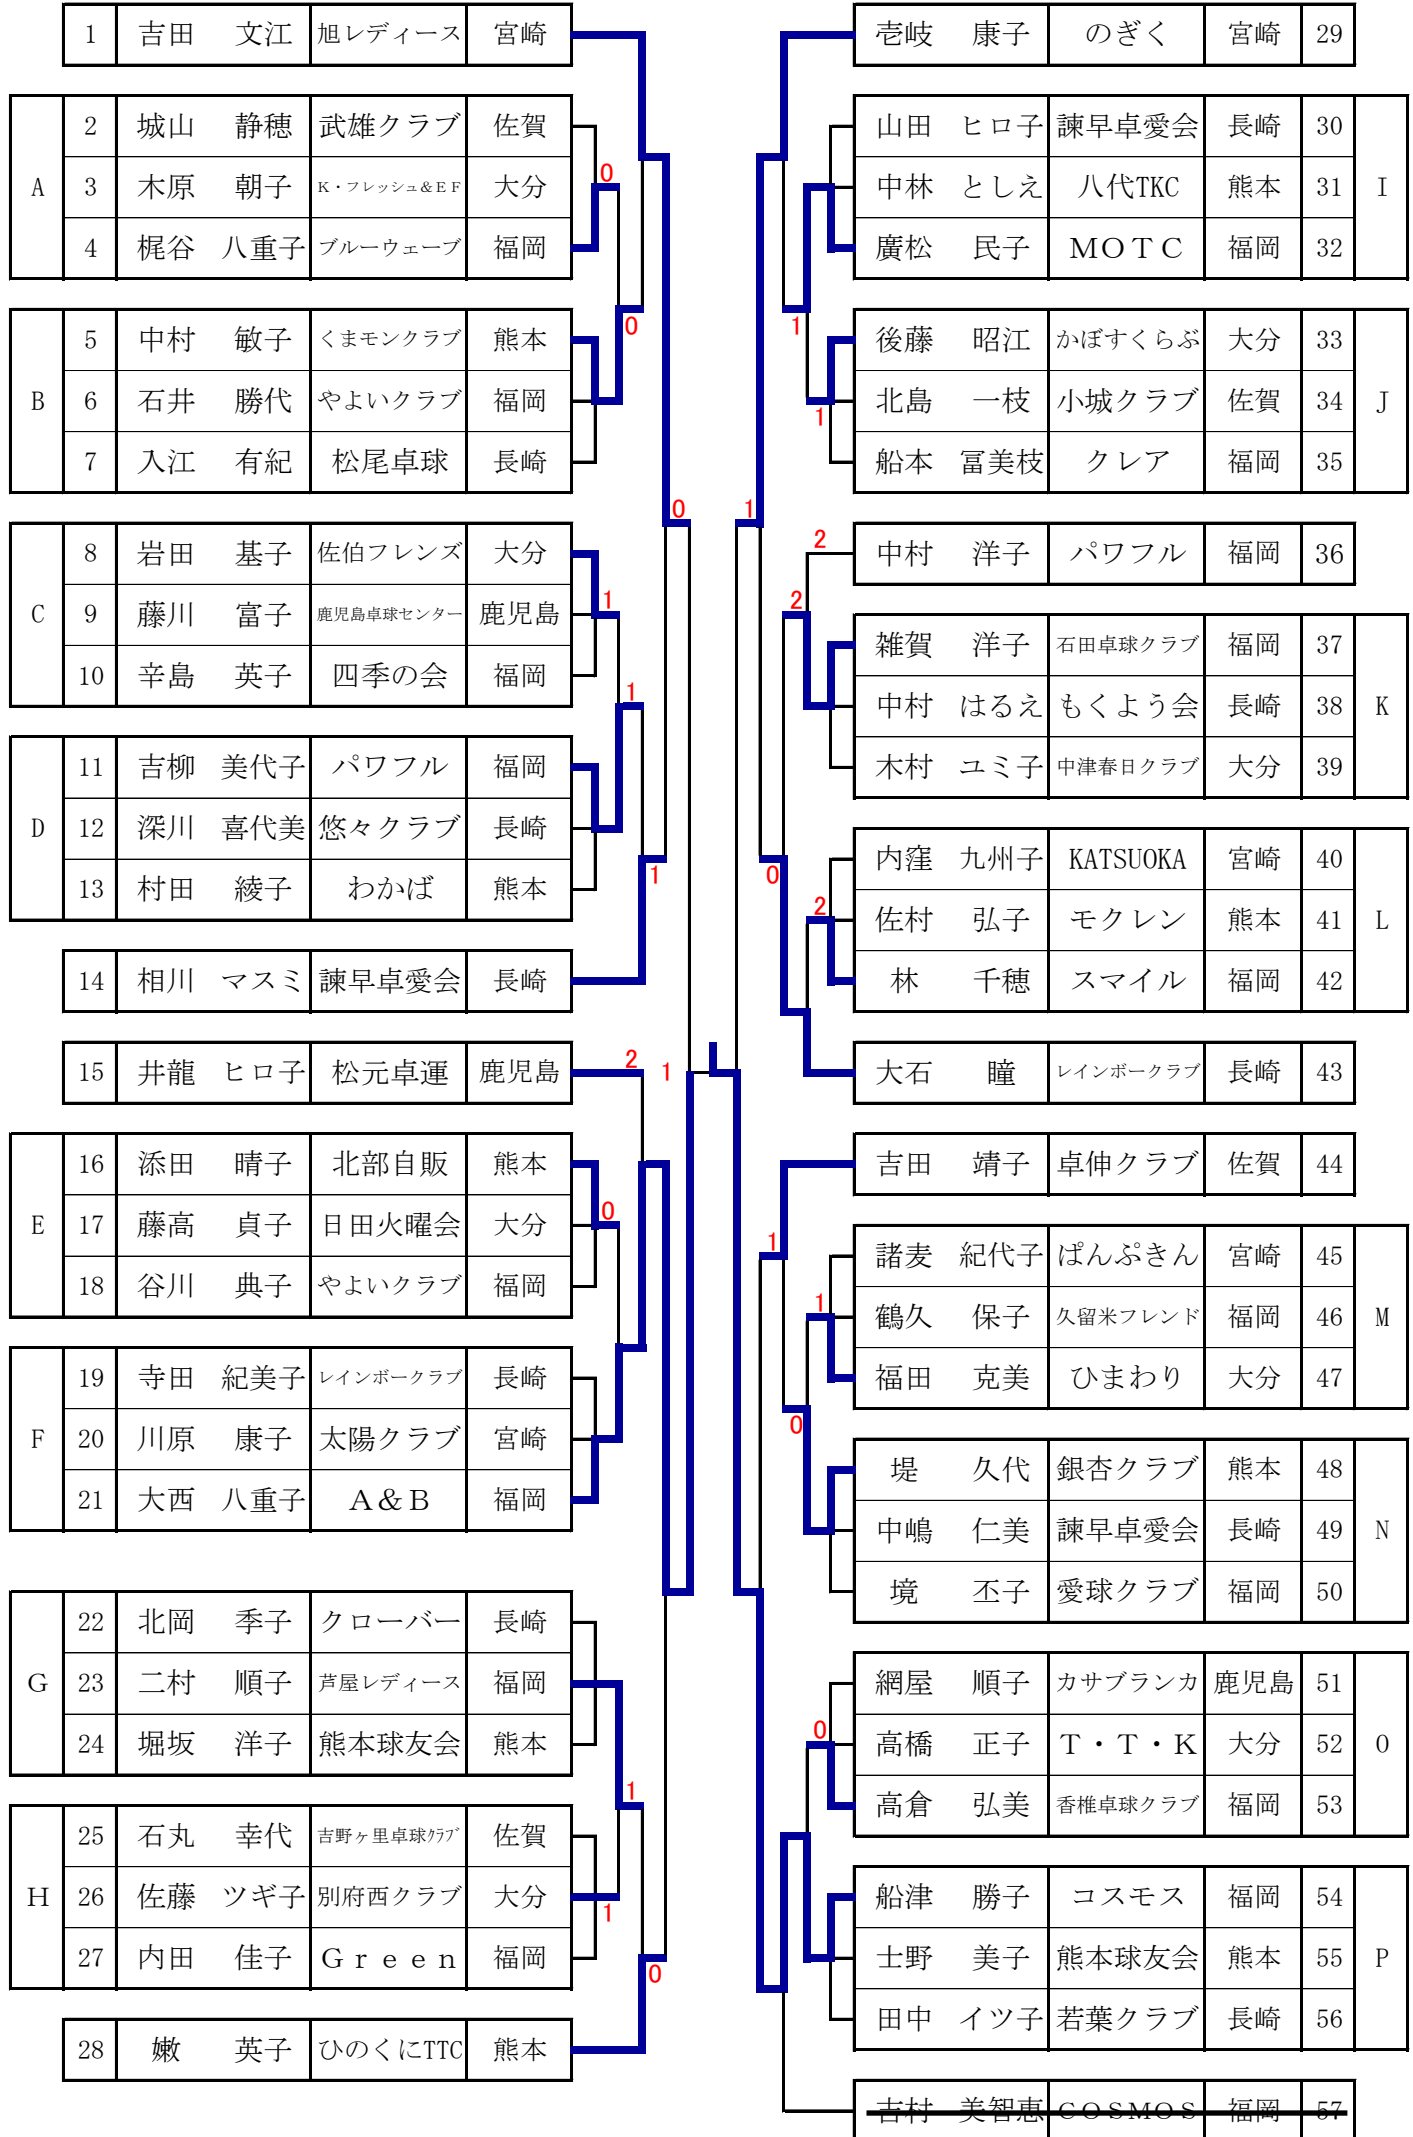 1 吉田 文江 旭レディース 宮崎
A
2 城山 静穂 武雄クラブ 佐賀
3 木原 朝子 K・フレッシュ&EF 大分
4 梶谷 八重子 ブルーウェーブ 福岡
0
0
B
5 中村 敏子 くまモンクラブ 熊本
6 石井 勝代 やよいクラブ 福岡
7 入江 有紀 松尾卓球 長崎
0
C
8 岩田 基子 佐伯フレンズ 大分
9 藤川 富子 鹿児島卓球センター 鹿児島
10 辛島 英子 四季の会 福岡
1
1
D
11 吉柳 美代子 パワフル 福岡
12 深川 喜代美 悠々クラブ 長崎
13 村田 綾子 わかば 熊本
1
14 相川 マスミ 諫早卓愛会 長崎
15 井龍 ヒロ子 松元卓運 鹿児島
2
1
E
16 添田 晴子 北部自販 熊本
17 藤高 貞子 日田火曜会 大分
18 谷川 典子 やよいクラブ 福岡
0
F
19 寺田 紀美子 レインボークラブ 長崎
20 川原 康子 太陽クラブ 宮崎
21 大西 八重子 A&B 福岡
G
22 北岡 季子 クローバー 長崎
23 二村 順子 芦屋レディース 福岡
24 堀坂 洋子 熊本球友会 熊本
1
H
25 石丸 幸代 吉野ヶ里卓球クラブ 佐賀
26 佐藤 ツギ子 別府西クラブ 大分
27 内田 佳子 Green 福岡
1
0
28 嫩 英子 ひのくにTTC 熊本
壱岐 康子 のぎく 宮崎 29
山田 ヒロ子 諫早卓愛会 長崎 30
中林 としえ 八代TKC 熊本 31
廣松 民子 MOTC 福岡 32
I
1
後藤 昭江 かぼすくらぶ 大分 33
北島 一枝 小城クラブ 佐賀 34
船本 冨美枝 クレア 福岡 35
J
1
1
2
中村 洋子 パワフル 福岡 36
2
雑賀 洋子 石田卓球クラブ 福岡 37
中村 はるえ もくよう会 長崎 38
木村 ユミ子 中津春日クラブ 大分 39
K
0
内窪 九州子 KATSUOKA 宮崎 40
佐村 弘子 モクレン 熊本 41
林 千穂 スマイル 福岡 42
L
2
大石 瞳 レインボークラブ 長崎 43
吉田 靖子 卓伸クラブ 佐賀 44
1
諸麦 紀代子 ぱんぷきん 宮崎 45
鶴久 保子 久留米フレンド 福岡 46
福田 克美 ひまわり 大分 47
M
1
0
堤 久代 銀杏クラブ 熊本 48
中嶋 仁美 諫早卓愛会 長崎 49
境 丕子 愛球クラブ 福岡 50
N
網屋 順子 カサブランカ 鹿児島 51
高橋 正子 T・T・K 大分 52
高倉 弘美 香椎卓球クラブ 福岡 53
O
0
船津 勝子 コスモス 福岡 54
士野 美子 熊本球友会 熊本 55
田中 イツ子 若葉クラブ 長崎 56
P
吉村 美智恵 COSMOS 福岡 57